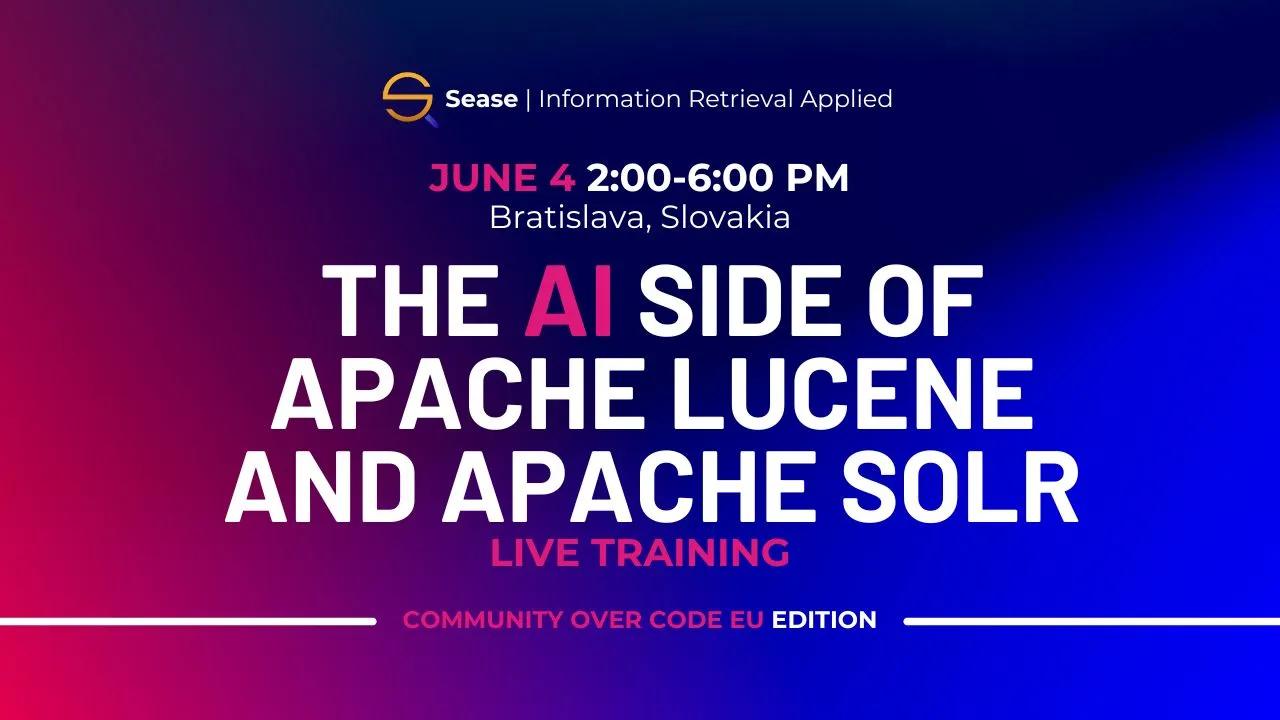 Sease | Information Retrieval Applied
JUNE 4 2:00-6:00 PM
Bratislava, Slovakia
THE AI SIDE OF
APACHE LUCENE
AND APACHE SOLR
LIVE TRAINING
COMMUNITY OVER CODE EU EDITION